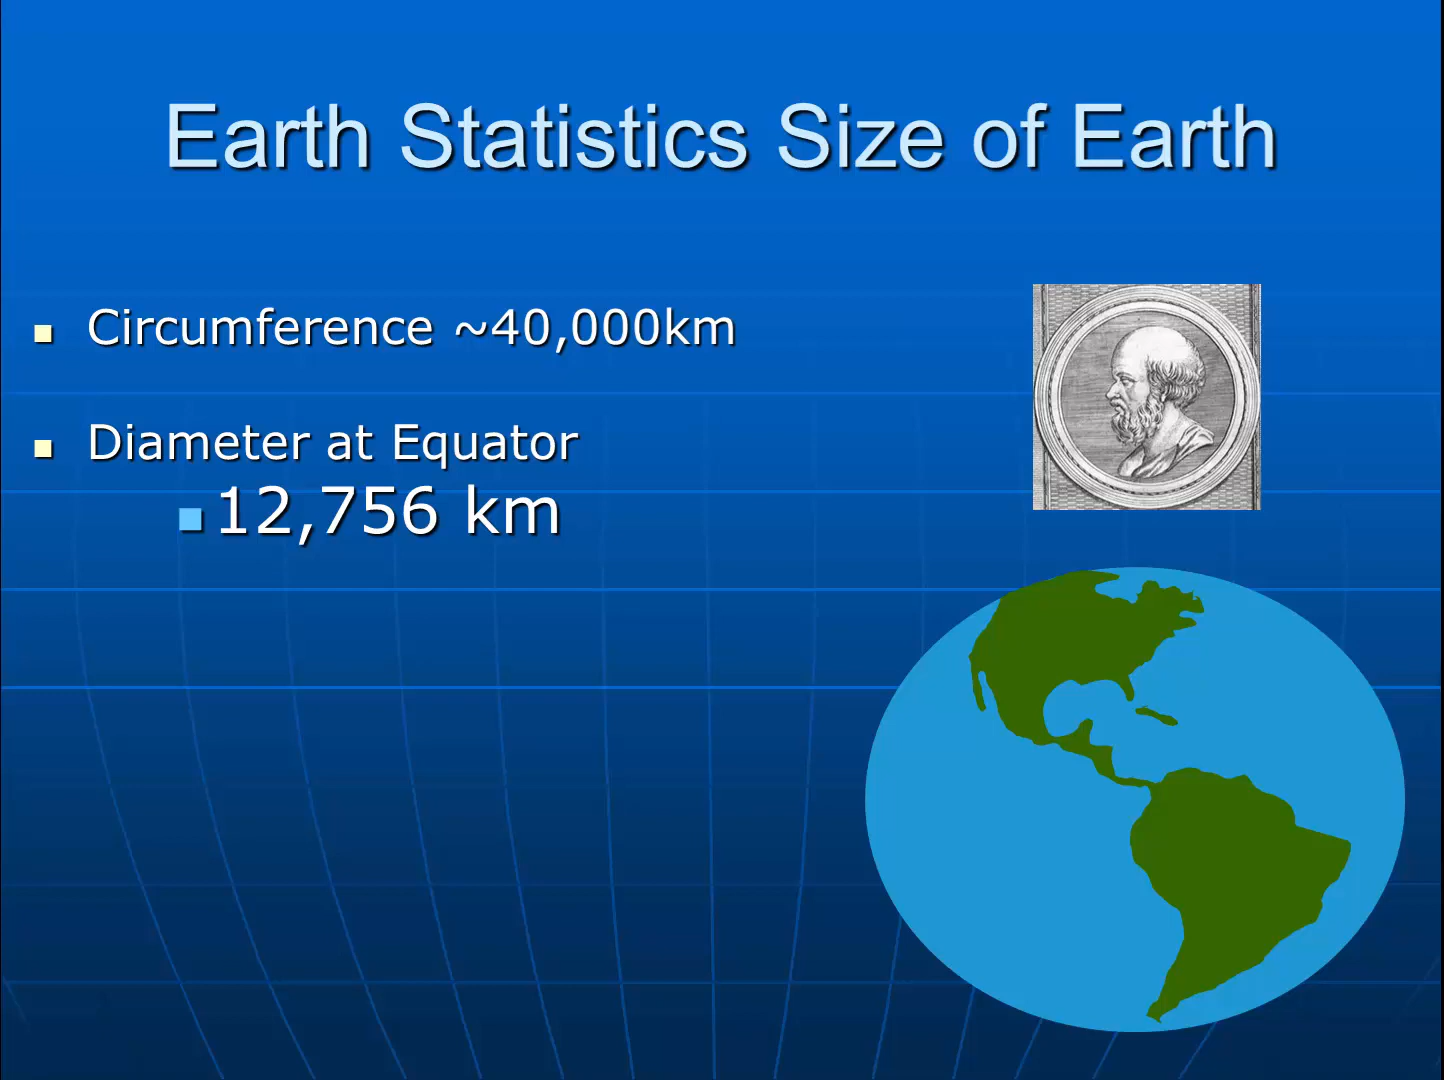 Earth Statistics Size of Earth
Circumference ~40,000km
Diameter at Equator
12,756 km